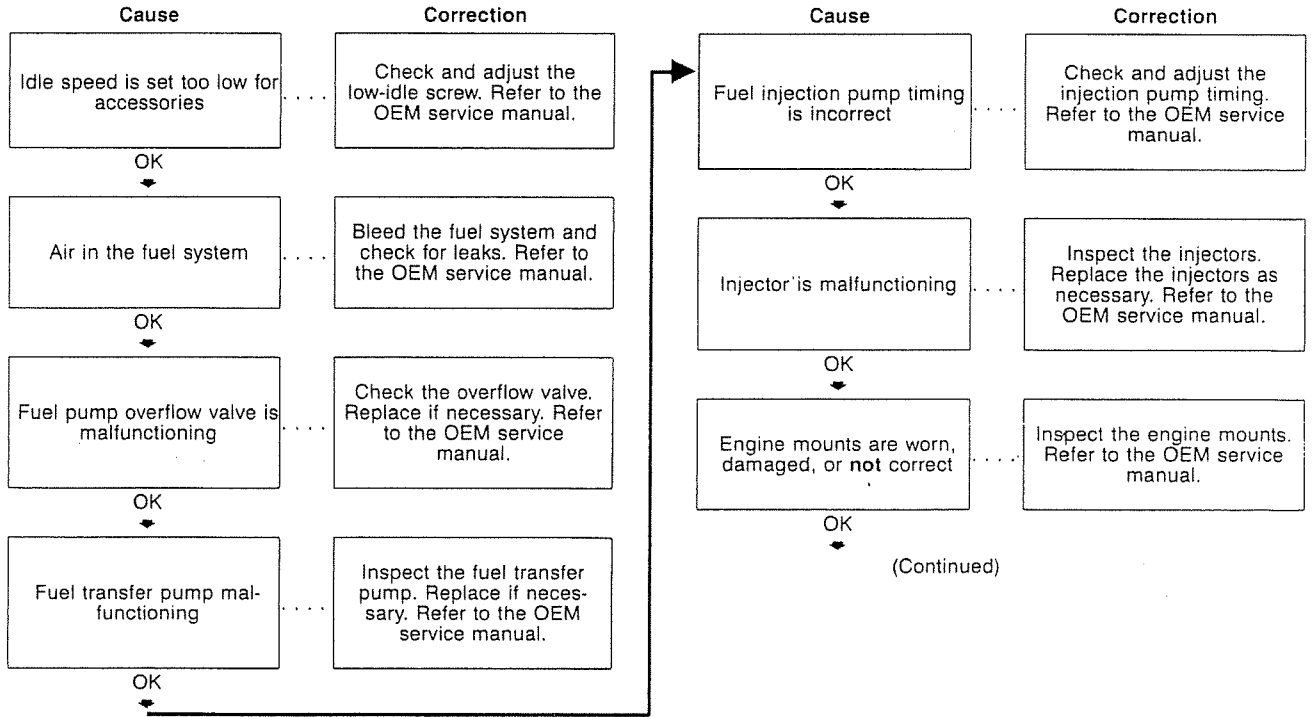 Cause
Correction
Idle speed is set too low for
accessories
. . . .
Check and adjust the
low-idle screw. Refer to the
OEM service manual.
OK
Air in the fuel system
. . . .
Bleed the fuel system and
check for leaks. Refer to
the OEM service manual.
OK
Fuel pump overflow valve is
malfunctioning
. . . .
Check the overflow valve.
Replace if necessary. Refer
to the OEM service
manual.
OK
Fuel transfer pump mal-
functioning
. . . .
Inspect the fuel transfer
pump. Replace if neces-
sary. Refer to the OEM
service manual.
OK
Cause
Correction
Fuel injection pump timing
is incorrect
. . . .
Check and adjust the
injection pump timing.
Refer to the OEM service
manual.
OK
Injector is malfunctioning
. . . .
Inspect the injectors.
Replace the injectors as
necessary. Refer to the
OEM service manual.
OK
Engine mounts are worn,
damaged, or not correct
. . . .
Inspect the engine mounts.
Refer to the OEM service
manual.
OK
(Continued)